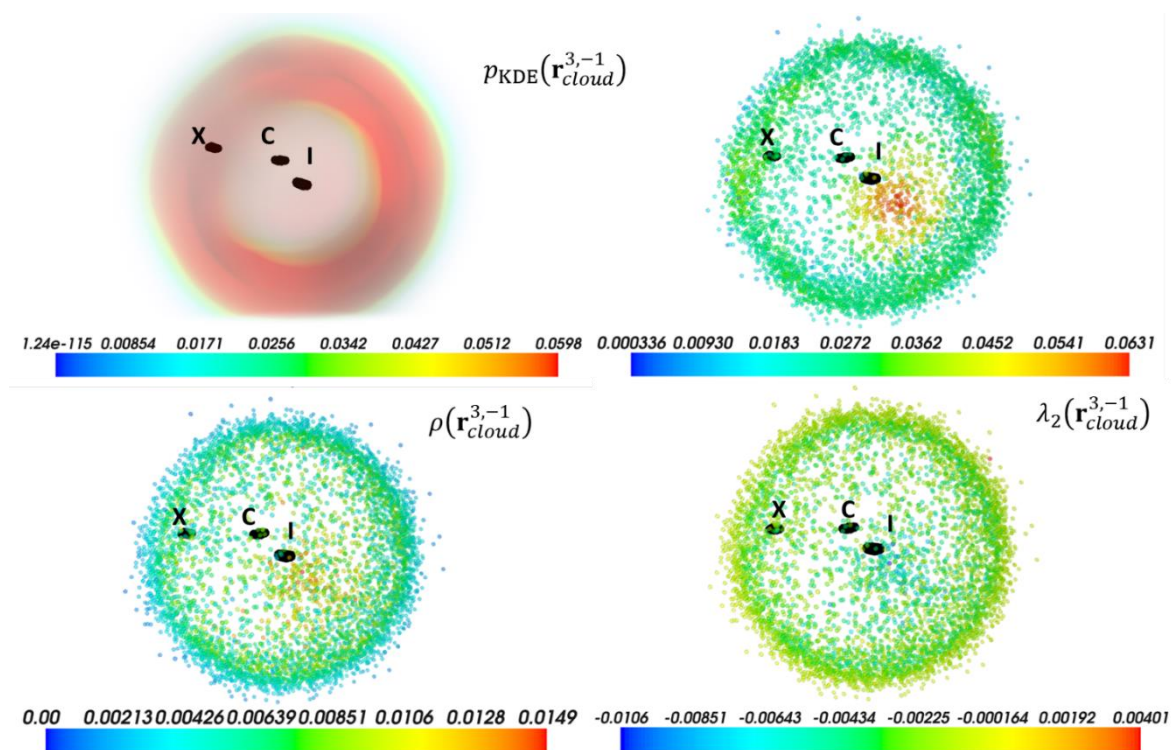 p_KDE(r_cloud^3,−1)
X C I
X C I
1.24e-115 0.00854 0.0171 0.0256 0.0342 0.0427 0.0512 0.0598
0.000336 0.00930 0.0183 0.0272 0.0362 0.0452 0.0541 0.0631
ρ(r_cloud^3,−1)
λ_2(r_cloud^3,−1)
X C I
X C I
0.00 0.00213 0.00426 0.00639 0.00851 0.0106 0.0128 0.0149
-0.0106 -0.00851 -0.00643 -0.00434 -0.00225 -0.000164 0.00192 0.00401